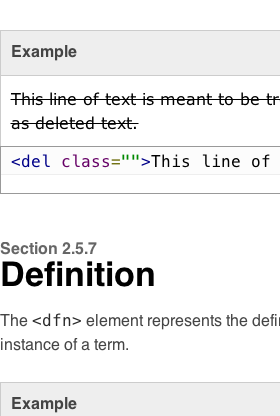 Example
This line of text is meant to be tr
as deleted text.
<del class="">This line of
Section 2.5.7
Definition
The <dfn> element represents the defi
instance of a term.
Example